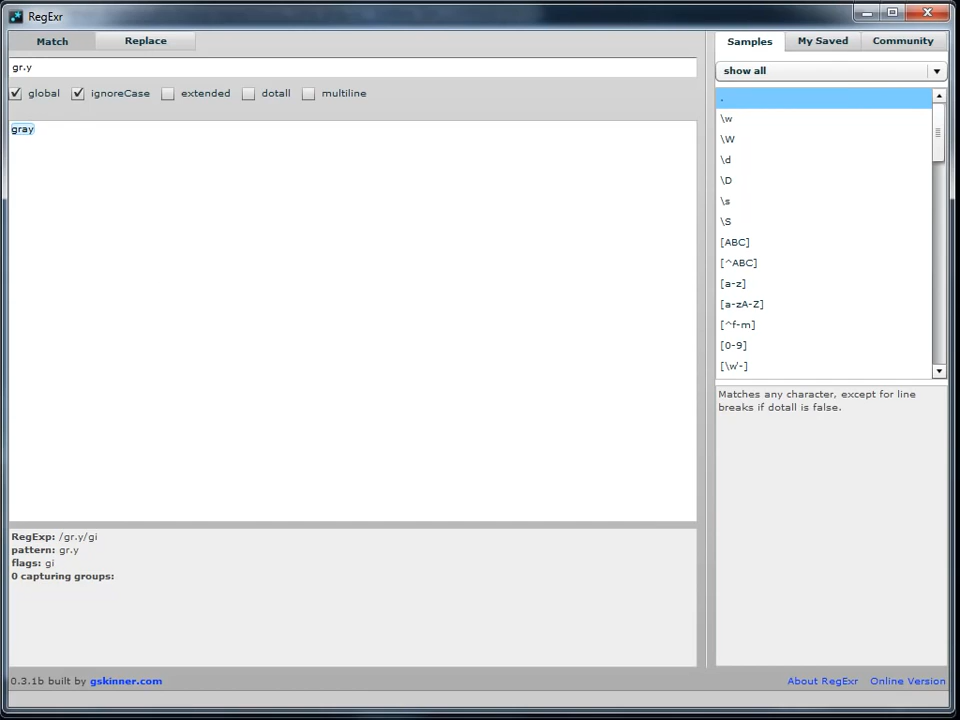 RegExr
Match Replace
gr.y
global ignoreCase extended dotall multiline
gray
RegExp: /gr.y/gi
pattern: gr.y
flags: gi
0 capturing groups:
Samples My Saved Community
show all
.
\w
\W
\d
\D
\s
\S
[ABC]
[^ABC]
[a-z]
[a-zA-Z]
[^f-m]
[0-9]
[\w'-]
Matches any character, except for line
breaks if dotall is false.
0.3.1b built by gskinner.com
About RegExr Online Version